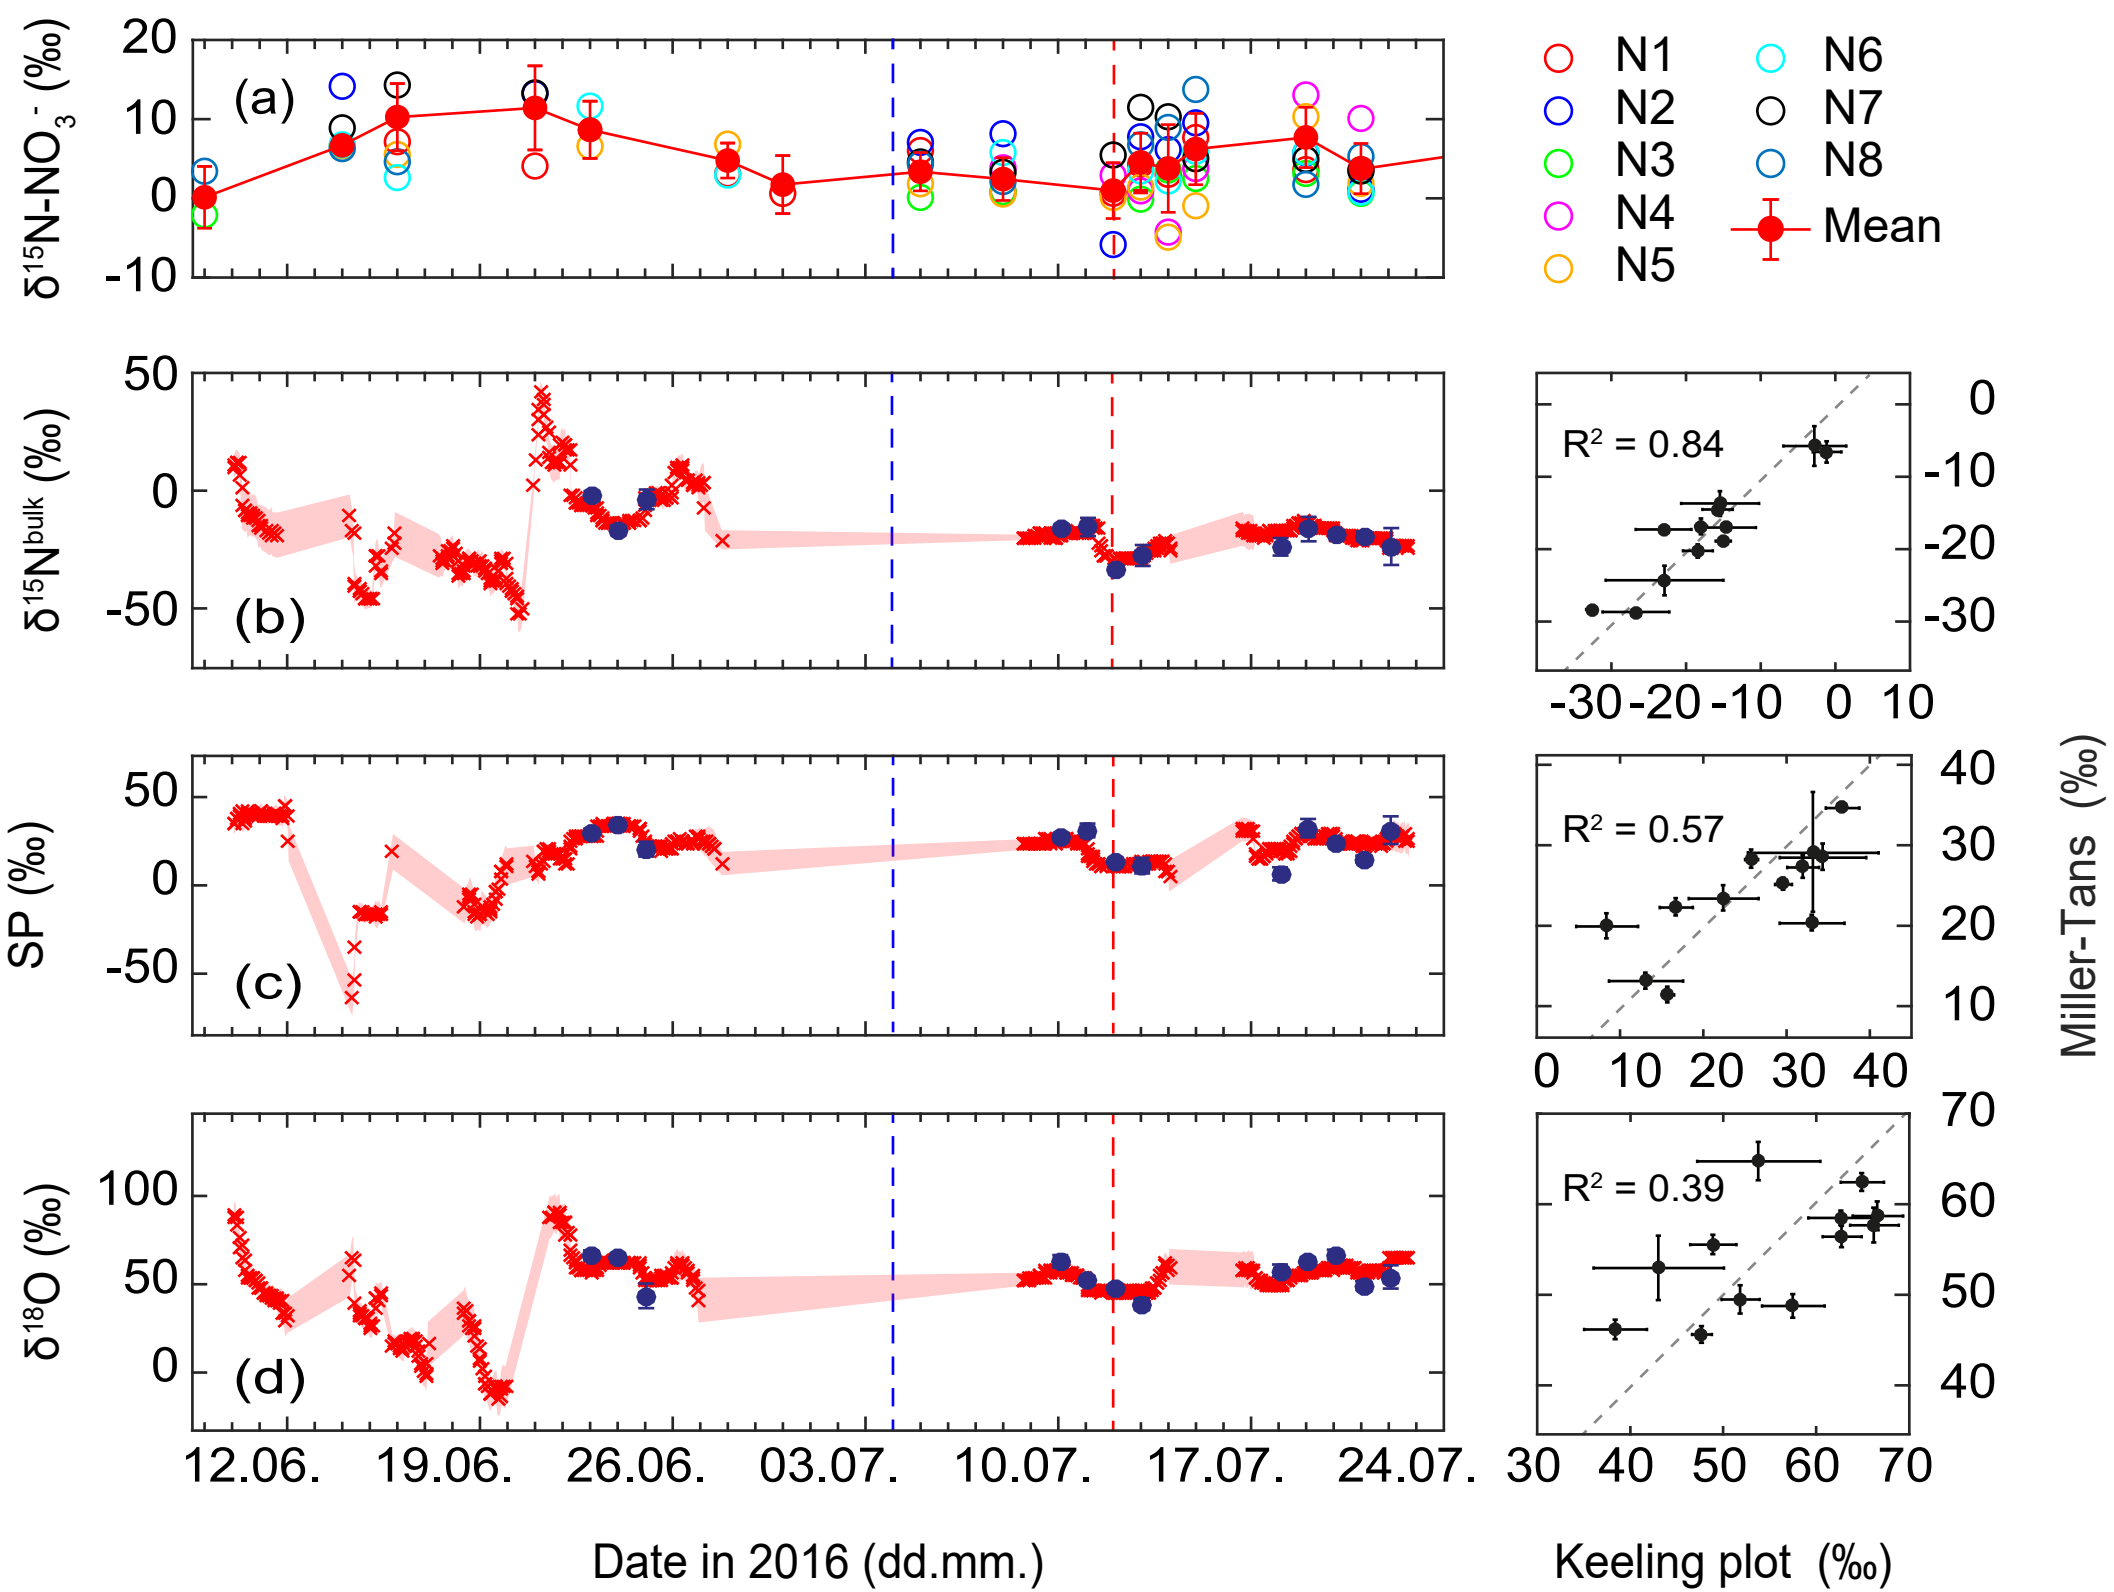 δ¹⁵N-NO₃⁻ (‰)
20
10
0
-10
(a)
N1
N2
N3
N4
N5
N6
N7
N8
Mean
δ¹⁵Nᵇᵘˡᵏ (‰)
50
0
-50
(b)
R² = 0.84
0
-10
-20
-30
-30 -20 -10 0 10
SP (‰)
50
0
-50
(c)
R² = 0.57
40
30
20
10
0 10 20 30 40
Miller-Tans (‰)
δ¹⁸O (‰)
100
50
0
(d)
R² = 0.39
70
60
50
40
12.06. 19.06. 26.06. 03.07. 10.07. 17.07. 24.07.
30 40 50 60 70
Date in 2016 (dd.mm.)
Keeling plot (‰)